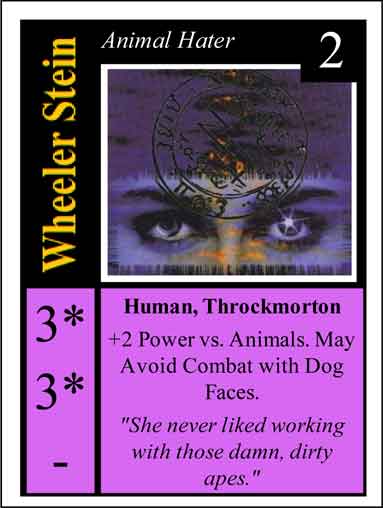 Animal Hater
2
Wheeler Stein
3*
3*
-
Human, Throckmorton
+2 Power vs. Animals. May
Avoid Combat with Dog
Faces.
"She never liked working
with those damn, dirty
apes."